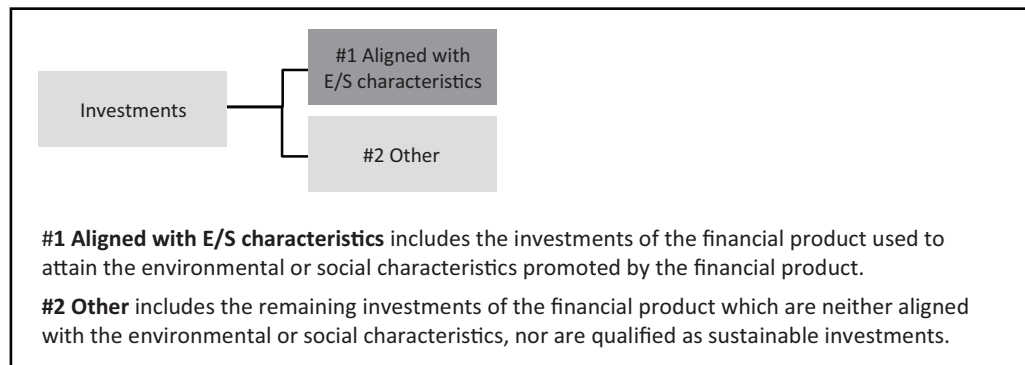 #1 Aligned with
E/S characteristics
Investments
#2 Other
#1 Aligned with E/S characteristics includes the investments of the financial product used to
attain the environmental or social characteristics promoted by the financial product.
#2 Other includes the remaining investments of the financial product which are neither aligned
with the environmental or social characteristics, nor are qualified as sustainable investments.